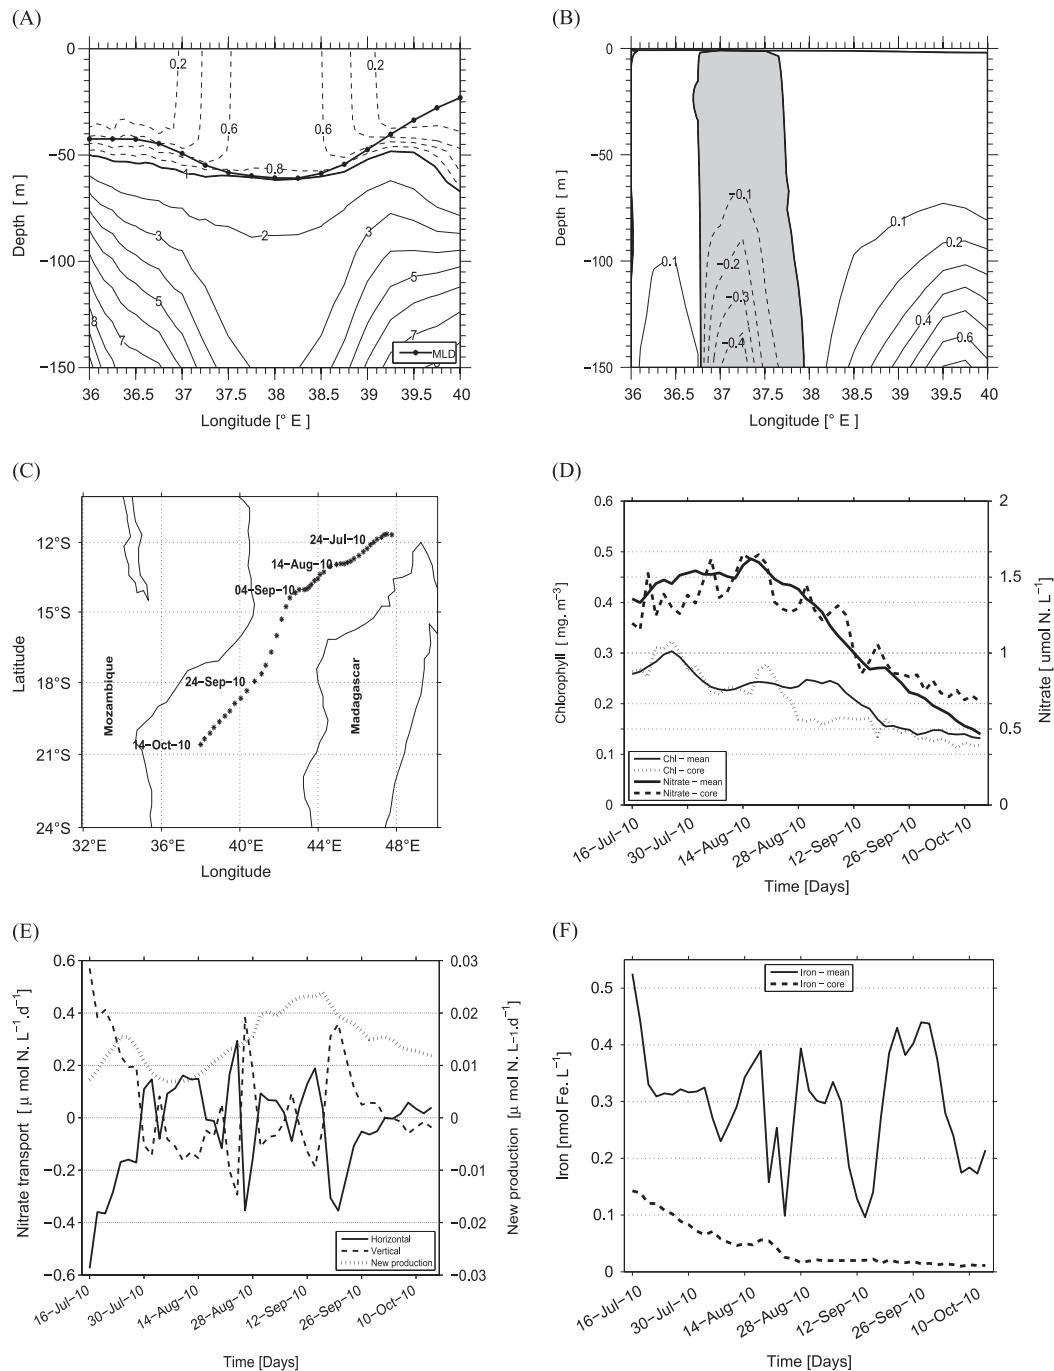 (A)
0
−50
−100
−150
Depth [ m ]
0.2
0.2
0.6
0.6
0.8
1
3
2
3
5
5
8
7
7
MLD
36 36.5 37 37.5 38 38.5 39 39.5 40
Longitude [° E ]
(B)
0
−50
−100
−150
Depth [ m ]
−0.1
0.1
−0.2
−0.3
−0.4
0.1
0.2
0.4
0.6
36 36.5 37 37.5 38 38.5 39 39.5 40
Longitude [° E ]
(C)
12°S
15°S
18°S
21°S
24°S
Latitude
24−Jul−10
14−Aug−10
04−Sep−10
24−Sep−10
14−Oct−10
Mozambique
Madagascar
32°E 36°E 40°E 44°E 48°E
Longitude
(D)
0.6
0.5
0.4
0.3
0.2
0.1
0
Chlorophyll [ mg. m−3]
2
1.5
1
0.5
0
Nitrate [ umol N. L−1]
Chl − mean
Chl − core
Nitrate − mean
Nitrate − core
16−Jul−10 30−Jul−10 14−Aug−10 28−Aug−10 12−Sep−10 26−Sep−10 10−Oct−10
Time [Days]
(E)
0.6
0.4
0.2
0
−0.2
−0.4
0.6
Nitrate transport [ μ mol N. L−1.d−1]
0.03
0.02
0.01
0
−0.01
−0.02
−0.03
New production [ μ mol N. L−1.d−1]
Horizontal
Vertical
New production
16−Jul−10 30−Jul−10 14−Aug−10 28−Aug−10 12−Sep−10 26−Sep−10 10−Oct−10
Time [Days]
(F)
0.5
0.4
0.3
0.2
0.1
0
Iron [nmol Fe. L−1]
Iron − mean
Iron − core
16−Jul−10 30−Jul−10 14−Aug−10 28−Aug−10 12−Sep−10 26−Sep−10 10−Oct−10
Time [Days]